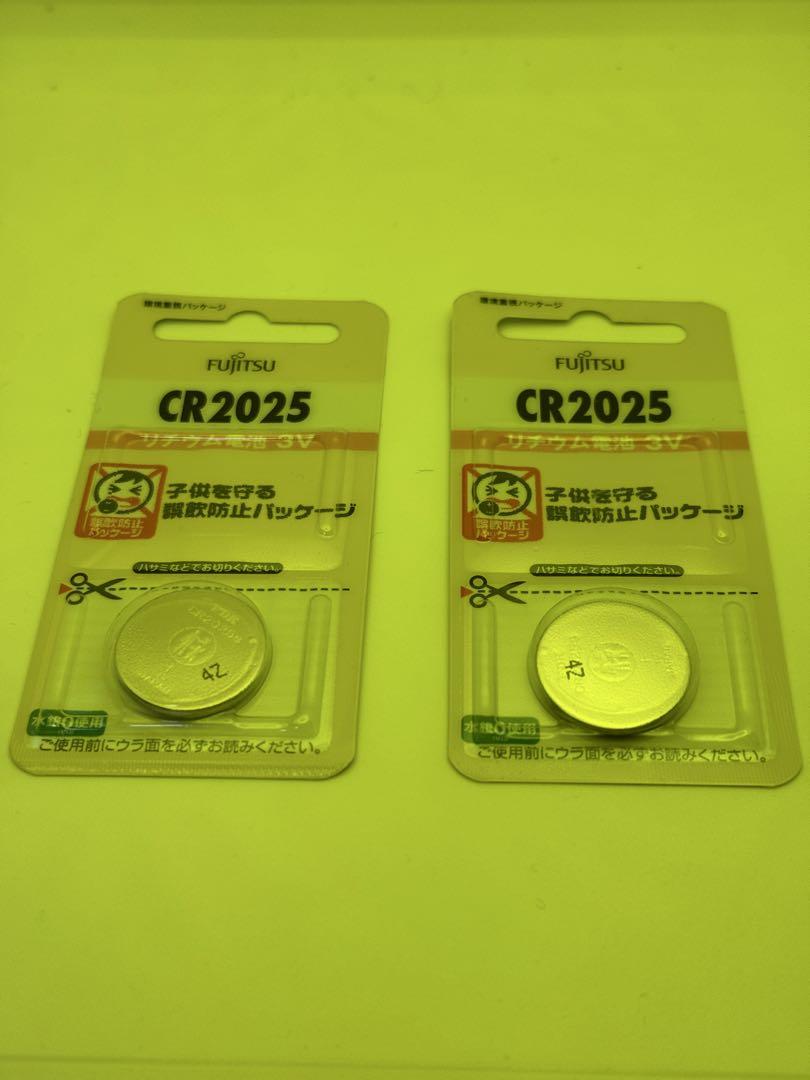 環境重視パッケージ
FUJITSU
CR2025
リチウム電池 3V
誤飲防止
パッケージ
子供を守る
誤飲防止パッケージ
ハサミなどでお切りください。
42
水銀0使用
ご使用前にウラ面を必ずお読みください。
環境重視パッケージ
FUJITSU
CR2025
リチウム電池 3V
誤飲防止
パッケージ
子供を守る
誤飲防止パッケージ
ハサミなどでお切りください。
42
水銀0使用
ご使用前にウラ面を必ずお読みください。